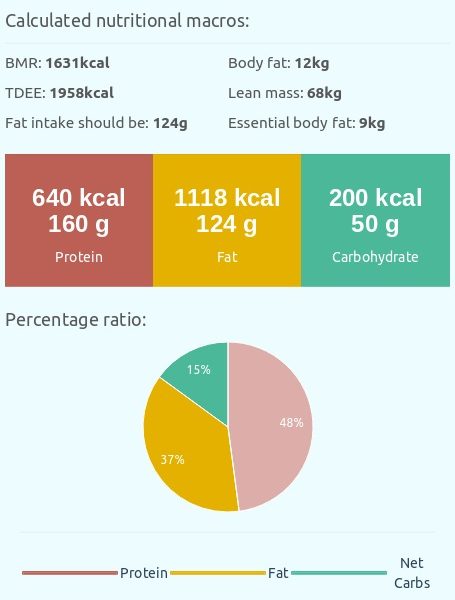 Calculated nutritional macros:
BMR: 1631kcal
Body fat: 12kg
TDEE: 1958kcal
Lean mass: 68kg
Fat intake should be: 124g
Essential body fat: 9kg
640 kcal
160 g
Protein
1118 kcal
124 g
Fat
200 kcal
50 g
Carbohydrate
Percentage ratio:
15%
48%
37%
Protein
Fat
Net
Carbs